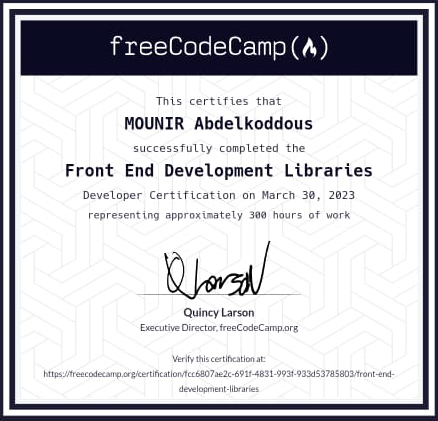 freeCodeCamp(🔥)
This certifies that
MOUNIR Abdelkoddous
successfully completed the
Front End Development Libraries
Developer Certification on March 30, 2023
representing approximately 300 hours of work
Quincy Larson
Executive Director, freeCodeCamp.org
Verify this certification at:
https://freecodecamp.org/certification/fcc6807ae2c-691f-4831-993f-933d53785803/front-end-
development-libraries